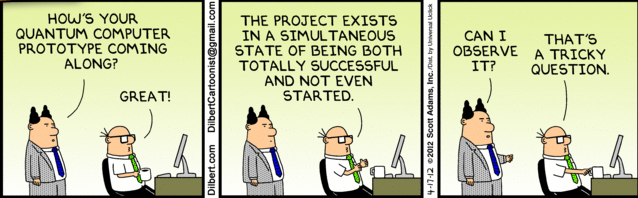 HOW'S YOUR
QUANTUM COMPUTER
PROTOTYPE COMING
ALONG?
GREAT!
Dilbert.com DilbertCartoonist@gmail.com
THE PROJECT EXISTS
IN A SIMULTANEOUS
STATE OF BEING BOTH
TOTALLY SUCCESSFUL
AND NOT EVEN
STARTED.
4-17-12 ©2012 Scott Adams, Inc. /Dist. by Universal Uclick
CAN I
OBSERVE
IT?
THAT'S
A TRICKY
QUESTION.